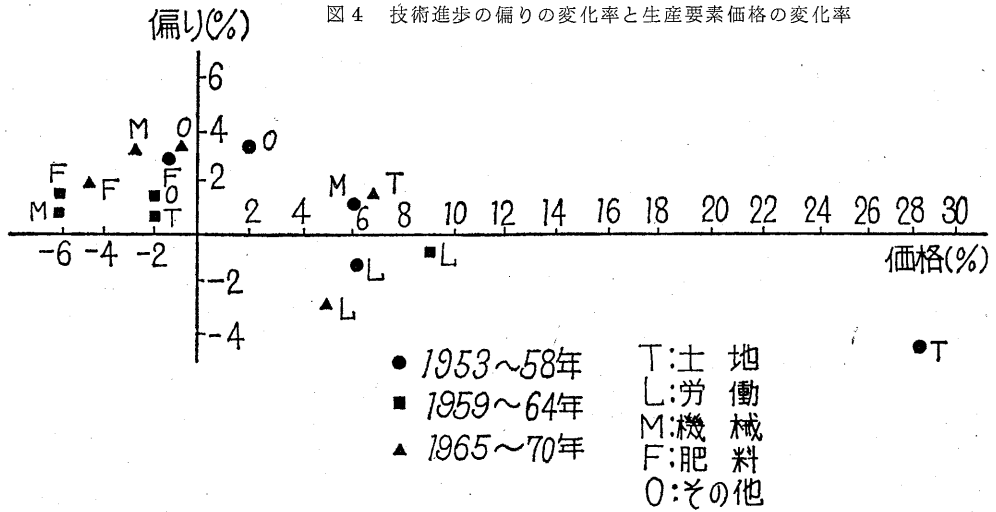 図4 技術進歩の偏りの変化率と生産要素価格の変化率
偏り(%)
6
M O 4 O
F F F O 2 M T
M T 2 4 6 8 10 12 14 16 18 20 22 24 26 28 30
-6 -4 -2 L 価格(%)
-2 L
L
-4 T
● 1953～58年 T:土地
■ 1959～64年 L:労働
▲ 1965～70年 M:機械
F:肥料
O:その他